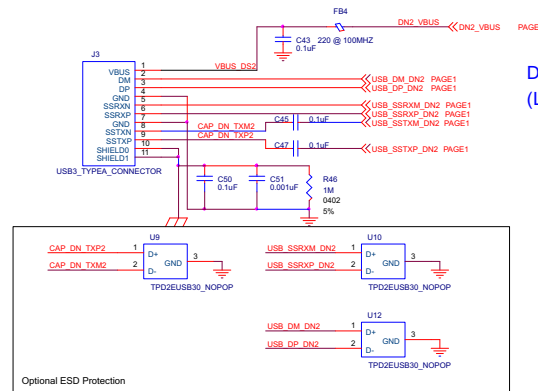 FB4
DN2_VBUS
DN2_VBUS PAGE
C43 220 @ 100MHZ
0.1uF
J3
VBUS_DS2
VBUS 1
DM 2
DP 3
GND 4
SSRXN 5
SSRXP 6
GND 7
SSTXN 8
SSTXP 9
SHIELD0 10
SHIELD1 11
USB3_TYPEA_CONNECTOR
USB_DM_DN2 PAGE1
USB_DP_DN2 PAGE1
USB_SSRXM_DN2 PAGE1
USB_SSRXP_DN2 PAGE1
USB_SSTXM_DN2 PAGE1
USB_SSTXP_DN2 PAGE1
CAP_DN_TXM2 C45 0.1uF
CAP_DN_TXP2 C47 0.1uF
D
(L
C50
0.1uF
C51
0.001uF
R46
1M
0402
5%
U9
CAP_DN_TXP2 1 D+
CAP_DN_TXM2 2 D-
GND 3
TPD2EUSB30_NOPOP
U10
USB_SSRXM_DN2 1 D+
USB_SSRXP_DN2 2 D-
GND 3
TPD2EUSB30_NOPOP
U12
USB_DM_DN2 1 D+
USB_DP_DN2 2 D-
GND 3
TPD2EUSB30_NOPOP
Optional ESD Protection